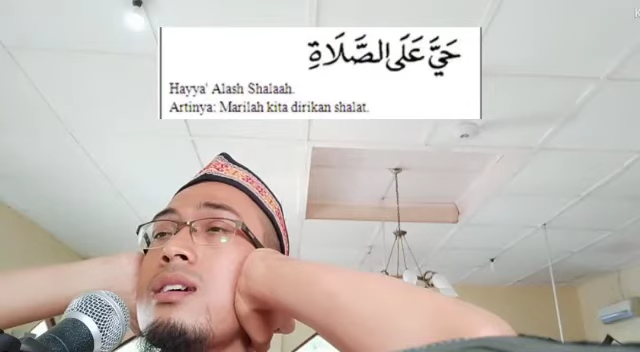 حَيَّ عَلَى الصَّلَاةِ
Hayya' Alash Shalaah.
Artinya: Marilah kita dirikan shalat.